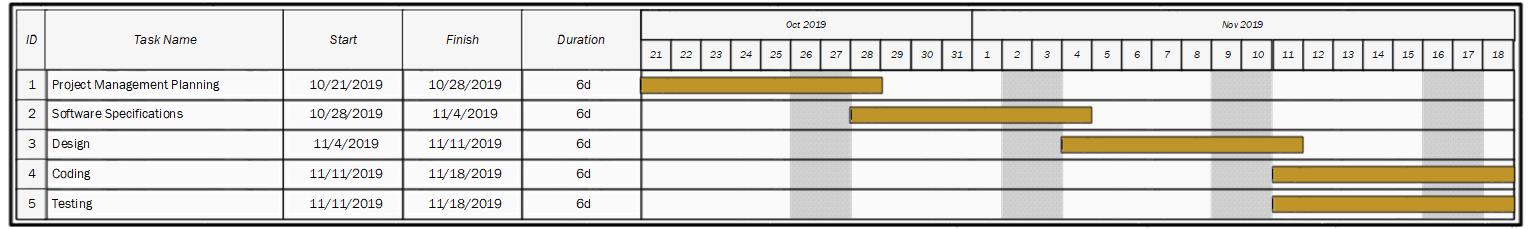 Oct 2019 Nov 2019
ID Task Name Start Finish Duration
21 22 23 24 25 26 27 28 29 30 31 1 2 3 4 5 6 7 8 9 10 11 12 13 14 15 16 17 18
1 Project Management Planning 10/21/2019 10/28/2019 6d
2 Software Specifications 10/28/2019 11/4/2019 6d
3 Design 11/4/2019 11/11/2019 6d
4 Coding 11/11/2019 11/18/2019 6d
5 Testing 11/11/2019 11/18/2019 6d